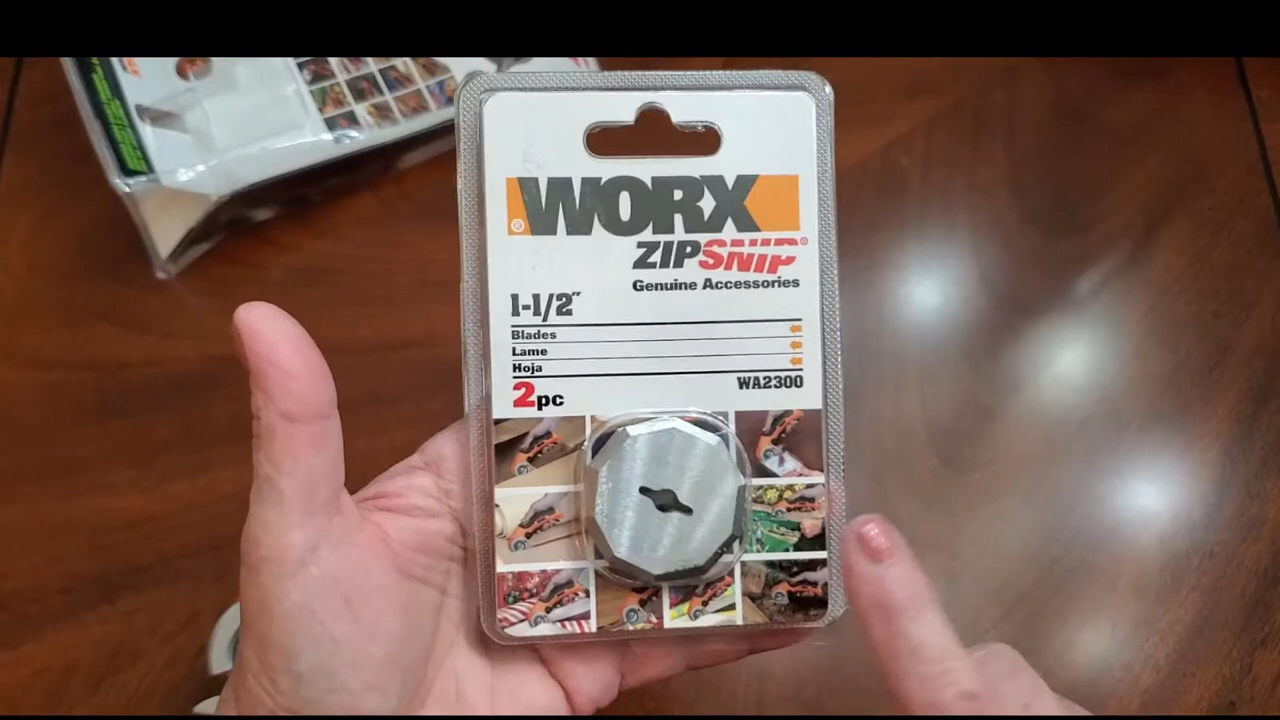 WORX
®
ZIPSNIP®
Genuine Accessories
1-1/2"
Blades
Lame
Hoja
2pc
WA2300